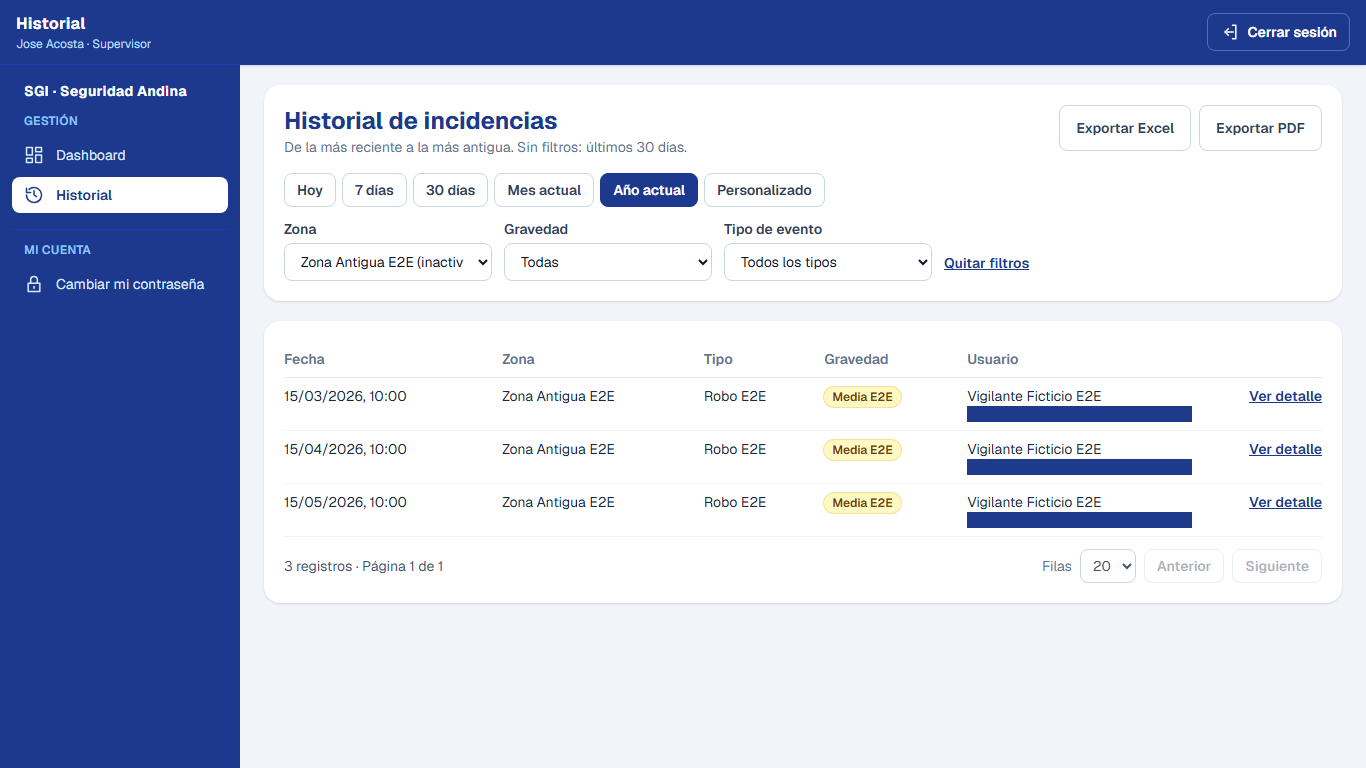 Historial
Jose Acosta · Supervisor
Cerrar sesión
SGI · Seguridad Andina
GESTIÓN
Dashboard
Historial
MI CUENTA
Cambiar mi contraseña
Historial de incidencias
De la más reciente a la más antigua. Sin filtros: últimos 30 días.
Exportar Excel
Exportar PDF
Hoy
7 días
30 días
Mes actual
Año actual
Personalizado
Zona
Gravedad
Tipo de evento
Zona Antigua E2E (inactiv
Todas
Todos los tipos
Quitar filtros
Fecha Zona Tipo Gravedad Usuario
15/03/2026, 10:00 Zona Antigua E2E Robo E2E Media E2E Vigilante Ficticio E2E Ver detalle
15/04/2026, 10:00 Zona Antigua E2E Robo E2E Media E2E Vigilante Ficticio E2E Ver detalle
15/05/2026, 10:00 Zona Antigua E2E Robo E2E Media E2E Vigilante Ficticio E2E Ver detalle
3 registros · Página 1 de 1
Filas 20 Anterior Siguiente